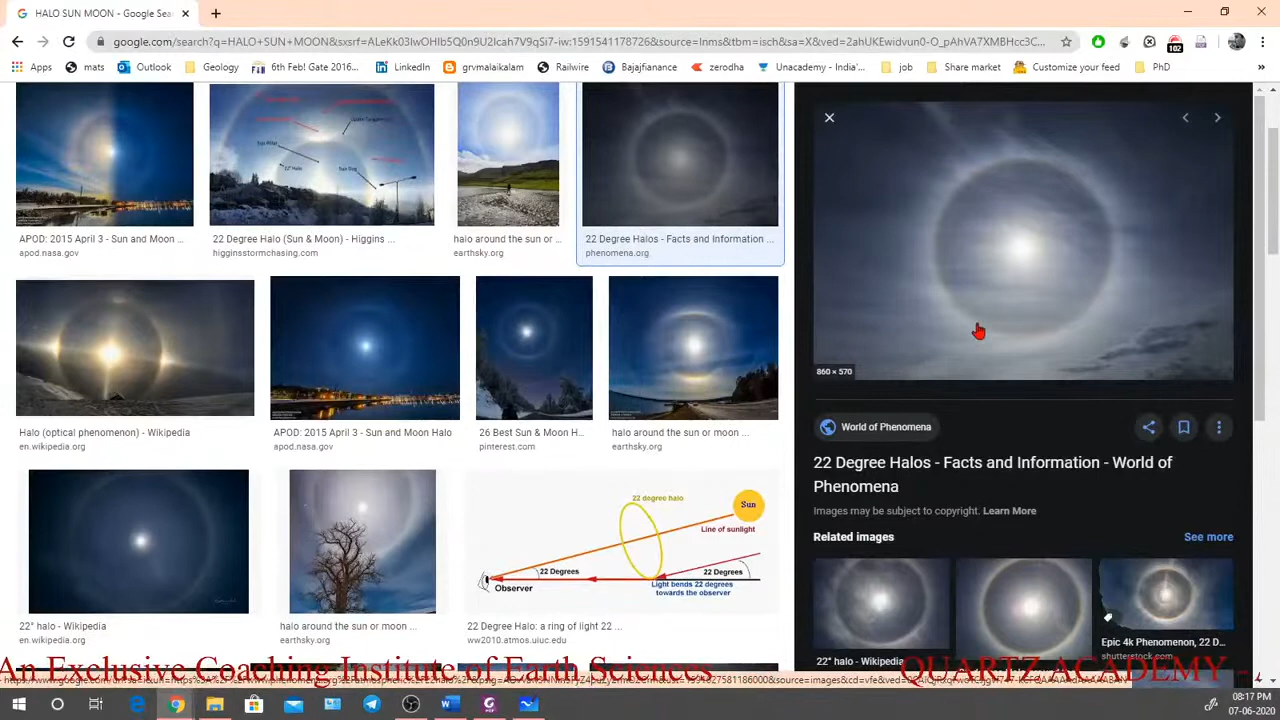 HALO SUN MOON - Google Sea
google.com/search?q=HALO+SUN+MOON&sxsrf=ALeKk03IwOHIb5Q0n9U2Icah7V9qSi7-iw:1591541178726&source=lnms&tbm=isch&sa=X&ved=2ahUKEwidvun0-O_pAhVA7XMBHcc3C...
102
Apps
mats
Outlook
Geology
6th Feb! Gate 2016...
LinkedIn
grvmalaikalam
Railwire
Bajajfinance
zerodha
Unacademy - India'...
job
Share market
Customize your feed
PhD
»
22° Halo
Sun Dog
APOD: 2015 April 3 - Sun and Moon ...
apod.nasa.gov
22 Degree Halo (Sun & Moon) - Higgins ...
higginsstormchasing.com
halo around the sun or ...
earthsky.org
22 Degree Halos - Facts and Information ...
phenomena.org
Halo (optical phenomenon) - Wikipedia
en.wikipedia.org
APOD: 2015 April 3 - Sun and Moon Halo
apod.nasa.gov
26 Best Sun & Moon H...
pinterest.com
halo around the sun or moon ...
earthsky.org
22° halo - Wikipedia
en.wikipedia.org
halo around the sun or moon ...
earthsky.org
22 degree halo
Sun
Line of sunlight
22 Degrees
22 Degrees
Observer
Light bends 22 degrees
towards the observer
22 Degree Halo: a ring of light 22 ...
ww2010.atmos.uiuc.edu
860 × 570
World of Phenomena
22 Degree Halos - Facts and Information - World of
Phenomena
Images may be subject to copyright. Learn More
Related images
See more
22° halo - Wikipedia
Epic 4k Phenomenon, 22 D...
shutterstock.com
An Exclusive Coaching Institute of Earth Sciences
QUARTZ ACADEMY -
08:17 PM
07-06-2020